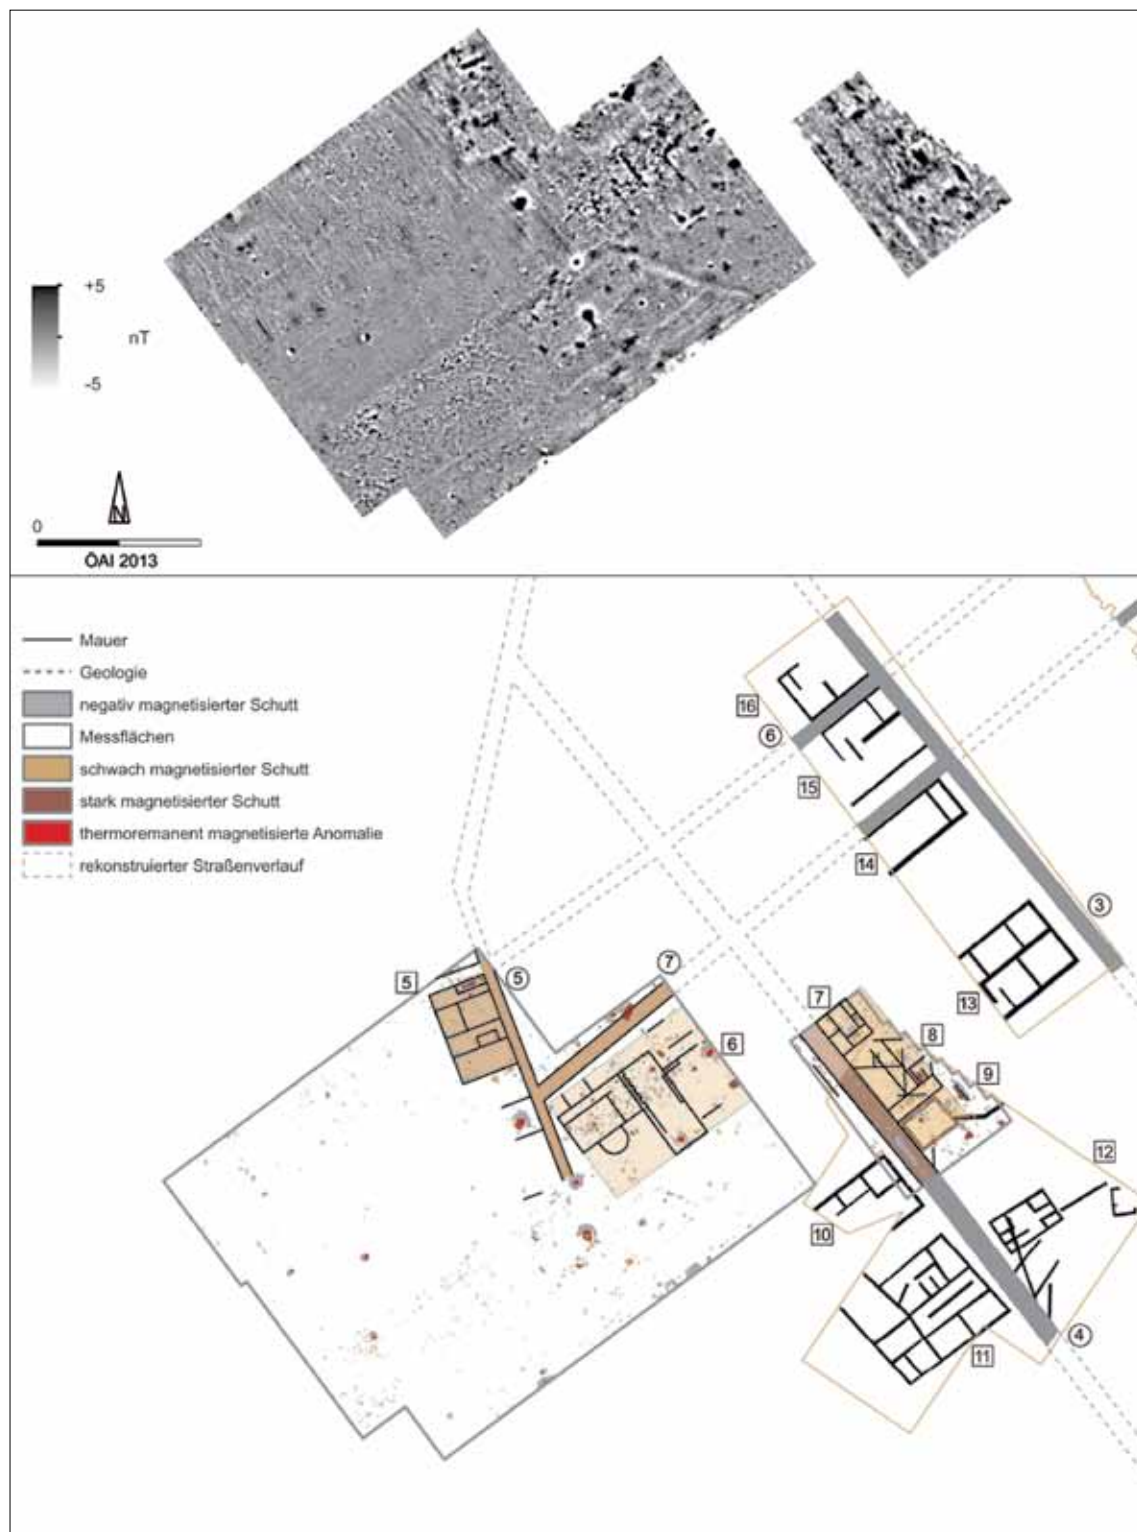 +5
nT
-5
N
0
ÖAI 2013
Mauer
Geologie
negativ magnetisierter Schutt
Messflächen
schwach magnetisierter Schutt
stark magnetisierter Schutt
thermoremanent magnetisierte Anomalie
rekonstruierter Straßenverlauf
16
6
15
14
3
13
5
5
7
6
7
8
9
12
10
11
4